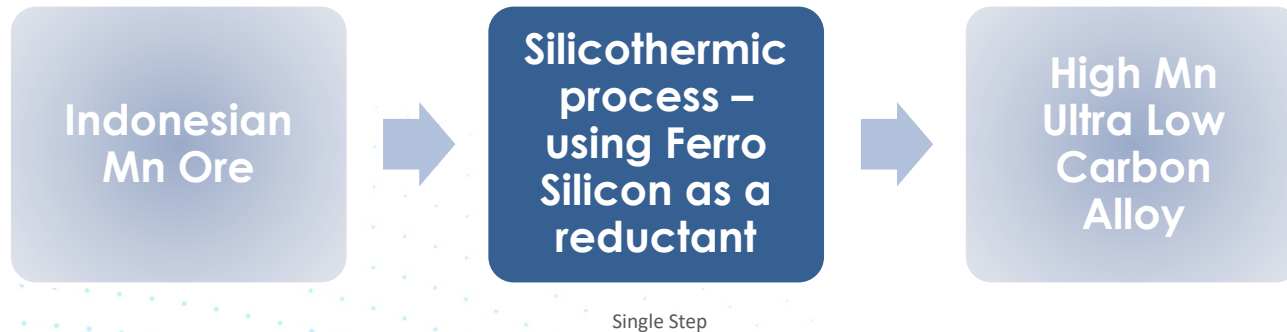 Indonesian
Mn Ore
Silicothermic
process –
using Ferro
Silicon as a
reductant
High Mn
Ultra Low
Carbon
Alloy
Single Step